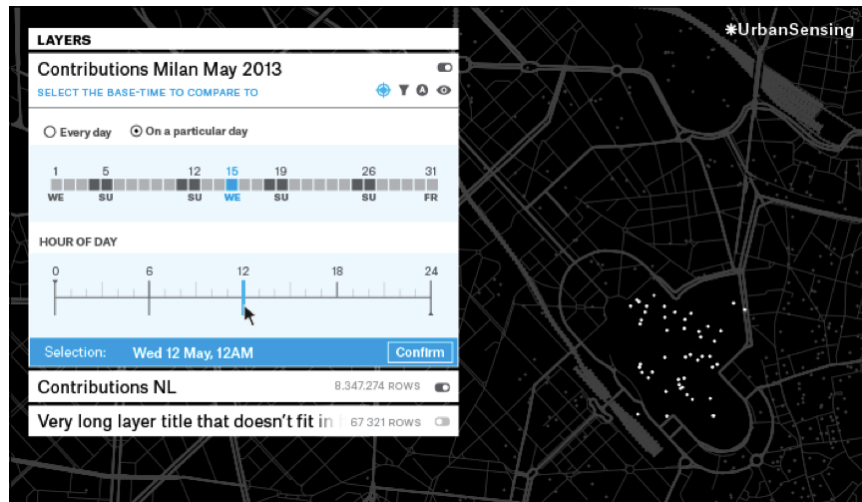 ✱UrbanSensing
LAYERS
Contributions Milan May 2013
SELECT THE BASE-TIME TO COMPARE TO
A
Every day On a particular day
1 5 12 15 19 26 31
WE SU SU WE SU SU FR
HOUR OF DAY
0 6 12 18 24
Selection: Wed 12 May, 12AM Confirm
Contributions NL 8.347.274 ROWS
Very long layer title that doesn't fit in 67 321 ROWS